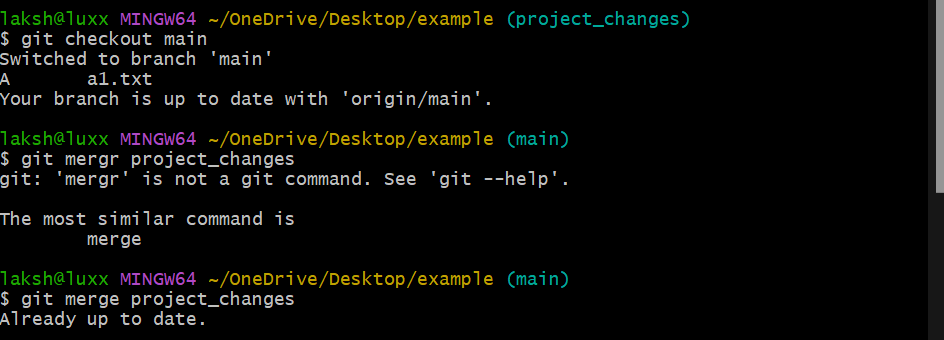 laksh@luxx MINGW64 ~/OneDrive/Desktop/example (project_changes)
$ git checkout main
Switched to branch 'main'
A       a1.txt
Your branch is up to date with 'origin/main'.
laksh@luxx MINGW64 ~/OneDrive/Desktop/example (main)
$ git mergr project_changes
git: 'mergr' is not a git command. See 'git --help'.
The most similar command is
        merge
laksh@luxx MINGW64 ~/OneDrive/Desktop/example (main)
$ git merge project_changes
Already up to date.